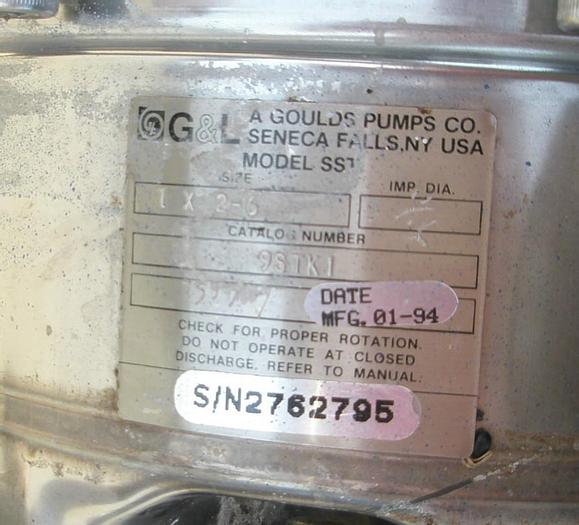 G&L A GOULDS PUMPS CO.
SENECA FALLS, NY USA
MODEL SST
SIZE
IMP. DIA.
1 X 2-6
CATALOG NUMBER
9STK1
DATE
MFG. 01-94
CHECK FOR PROPER ROTATION.
DO NOT OPERATE AT CLOSED
DISCHARGE. REFER TO MANUAL.
S/N2762795